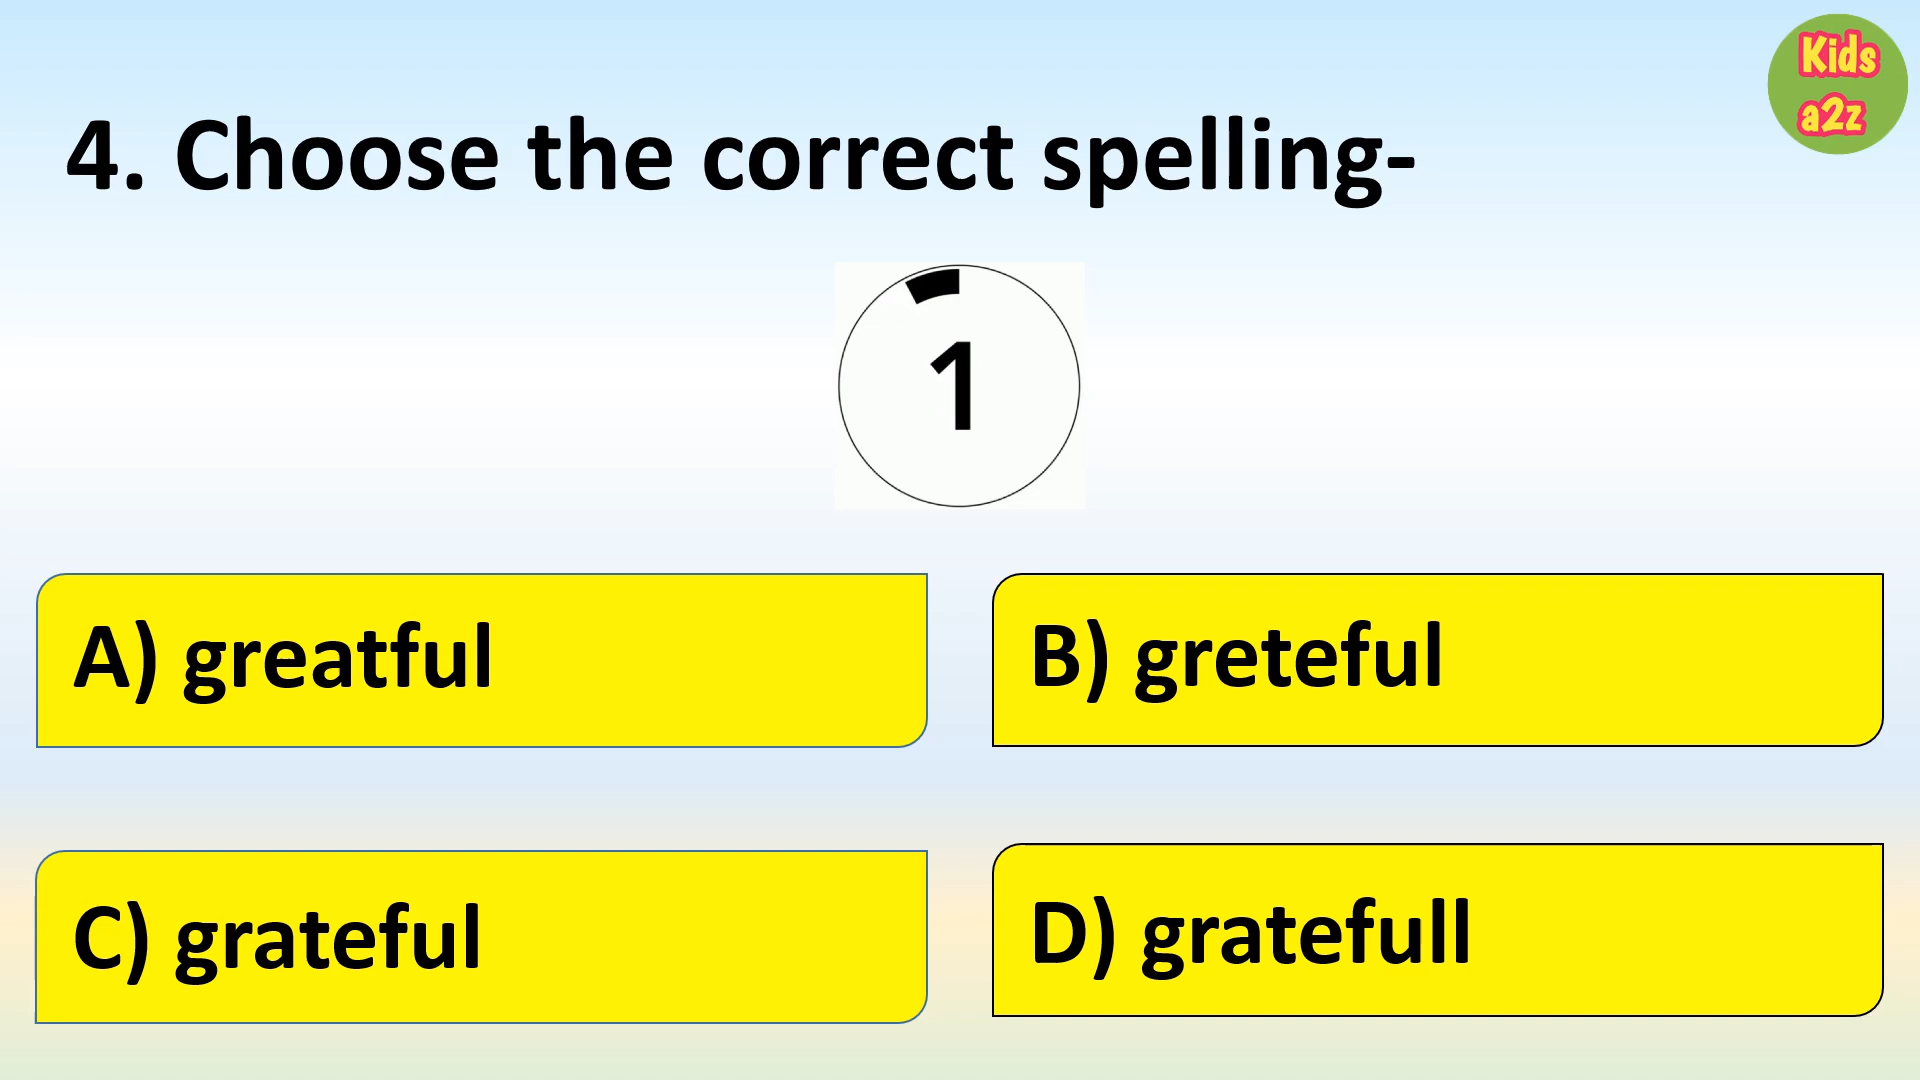 Kids
a2z
4. Choose the correct spelling-
1
A) greatful
B) greteful
C) grateful
D) gratefull